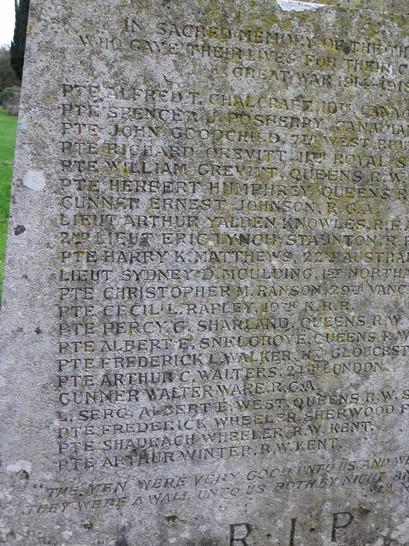 IN SACRED MEMORY OF THE
WHO GAVE THEIR LIVES FOR THEIR
GREAT WAR 1914-1918
PTE ALFRED T. CHALCRAFT, 10TH
PTE SPENCER J. POSBERRY,
PTE JOHN GOODCHILD, 7TH WEST
PTE RICHARD GREVITT, 11TH ROYAL S
PTE WILLIAM GREVITT, QUEENS R.W.
PTE HERBERT HUMPHREY, QUEENS R
GUNNER ERNEST JOHNSON, R.G.A.
LIEUT ARTHUR YALDEN KNOWLES, R.F.
2ND LIEUT ERIC LYNCH STAUNTON, R.F.
PTE HARRY K. MATTHEWS, 22ND AUSTRA
LIEUT SYDNEY D. MOULDING, 1ST NORTH
PTE CHRISTOPHER M. RANSON, 29TH VANC
PTE CECIL L. RAPLEY, 10TH K.R.R.
PTE PERCY G. SHARLAND, QUEENS R.W.
PTE ALBERT E. SNELGROVE, QUEENS R.W.
PTE FREDERICK L. WALKER, GLOUCEST
PTE ARTHUR C. WALTERS, 24TH LONDON.
GUNNER WALTER WARE, R.G.A.
L. SERG. ALBERT E. WEST, QUEENS R.W. S
PTE FREDERICK WHEELER, SHERWOOD F
PTE SHADRACH WHEELER, R.W. KENT.
PTE ARTHUR WINTER, R.W. KENT.
"THE MEN WERE VERY GOOD UNTO US AND WE
THEY WERE A WALL UNTO US BOTH BY NIGHT AN
R.I.P.